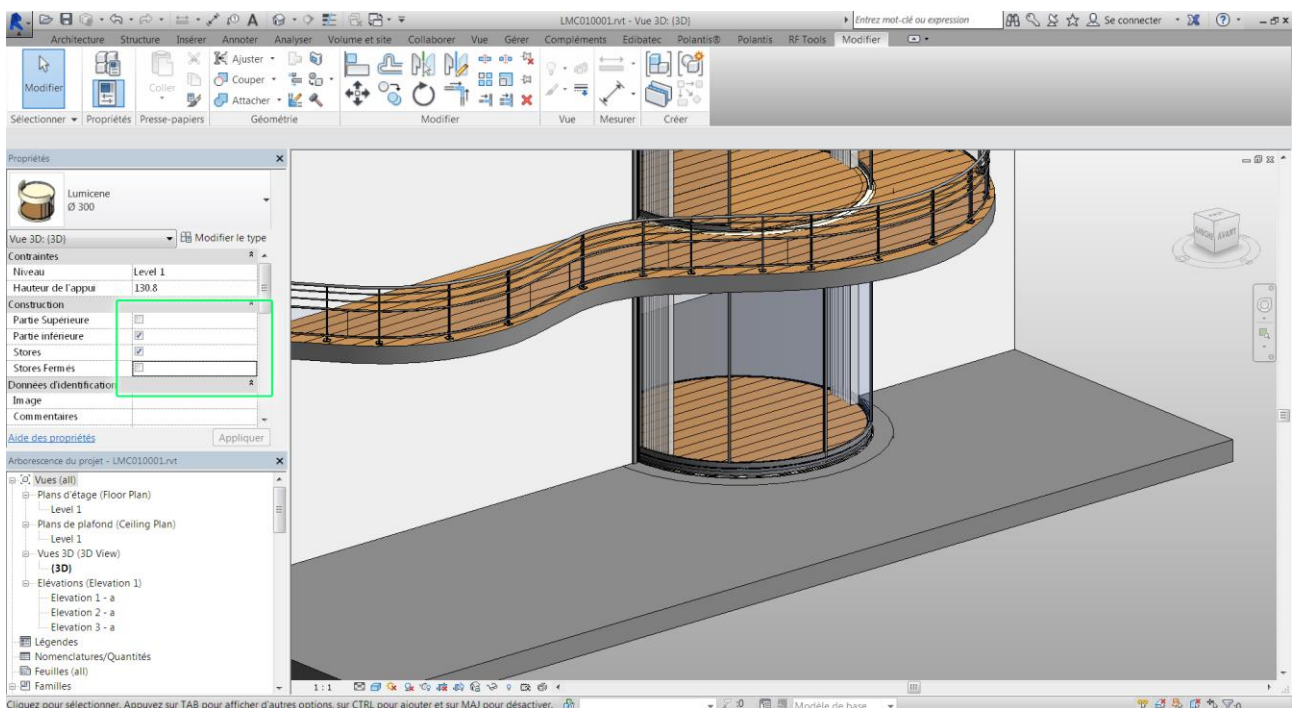 LMC010001.rvt - Vue 3D: {3D}
Entrez mot-clé ou expression
Se connecter
Architecture Structure Insérer Annoter Analyser Volume et site Collaborer Vue Gérer Compléments Edibatec Polantis® Polantis RF Tools Modifier
Modifier
Coller
Ajuster
Couper
Attacher
Sélectionner Propriétés Presse-papiers Géométrie Modifier Vue Mesurer Créer
Propriétés
Lumicene
Ø 300
Vue 3D: {3D}
Modifier le type
Contraintes
Niveau Level 1
Hauteur de l'appui 130.8
Construction
Partie Supérieure
Partie inférieure
Stores
Stores Fermés
Données d'identification
Image
Commentaires
Aide des propriétés
Appliquer
Arborescence du projet - LMC010001.rvt
Vues (all)
Plans d'étage (Floor Plan)
Level 1
Plans de plafond (Ceiling Plan)
Level 1
Vues 3D (3D View)
{3D}
Elévations (Elevation 1)
Elevation 1 - a
Elevation 2 - a
Elevation 3 - a
Légendes
Nomenclatures/Quantités
Feuilles (all)
Familles
1:1
Cliquez pour sélectionner. Appuyez sur TAB pour afficher d'autres options, sur CTRL pour ajouter et sur MAJ pour désactiver.
:0
Modèle de base
:0
GAUCHE AVANT